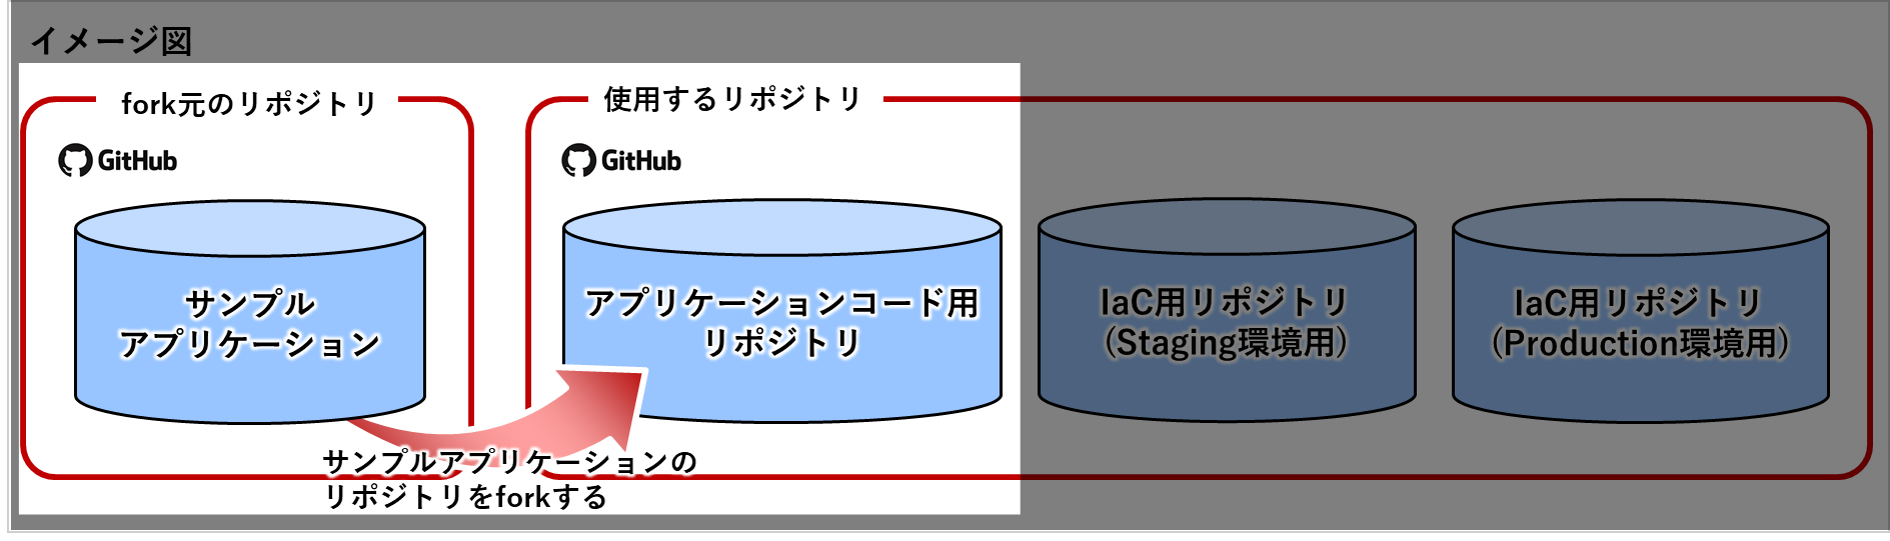 イメージ図
fork元のリポジトリ
使用するリポジトリ
GitHub
GitHub
サンプル
アプリケーション
アプリケーションコード用
リポジトリ
IaC用リポジトリ
(Staging環境用)
IaC用リポジトリ
(Production環境用)
サンプルアプリケーションの
リポジトリをforkする